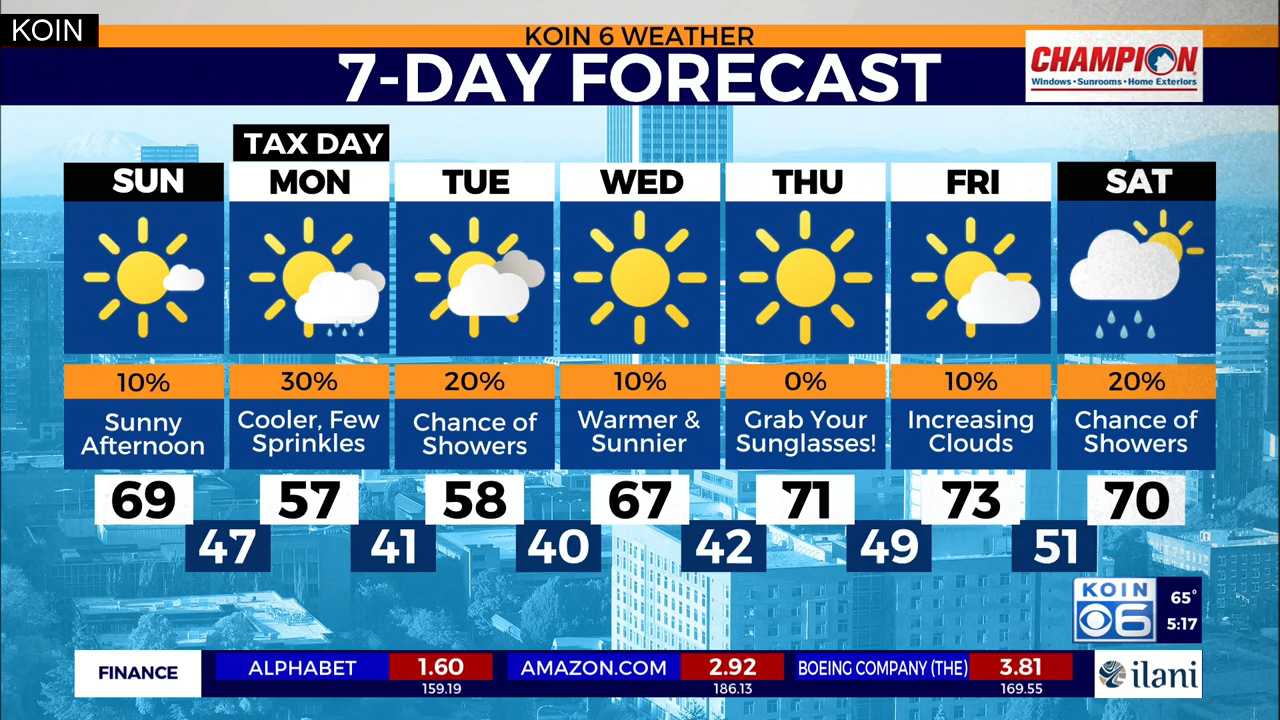 KOIN
KOIN 6 WEATHER
7-DAY FORECAST
CHAMPION
Windows • Sunrooms • Home Exteriors
TAX DAY
SUN MON TUE WED THU FRI SAT
10% 30% 20% 10% 0% 10% 20%
Sunny Afternoon
Cooler, Few Sprinkles
Chance of Showers
Warmer & Sunnier
Grab Your Sunglasses!
Increasing Clouds
Chance of Showers
69 57 58 67 71 73 70
47 41 40 42 49 51
KOIN
6
65°
5:17
FINANCE
ALPHABET 1.60
159.19
AMAZON.COM 2.92
186.13
BOEING COMPANY (THE) 3.81
169.55
ilani